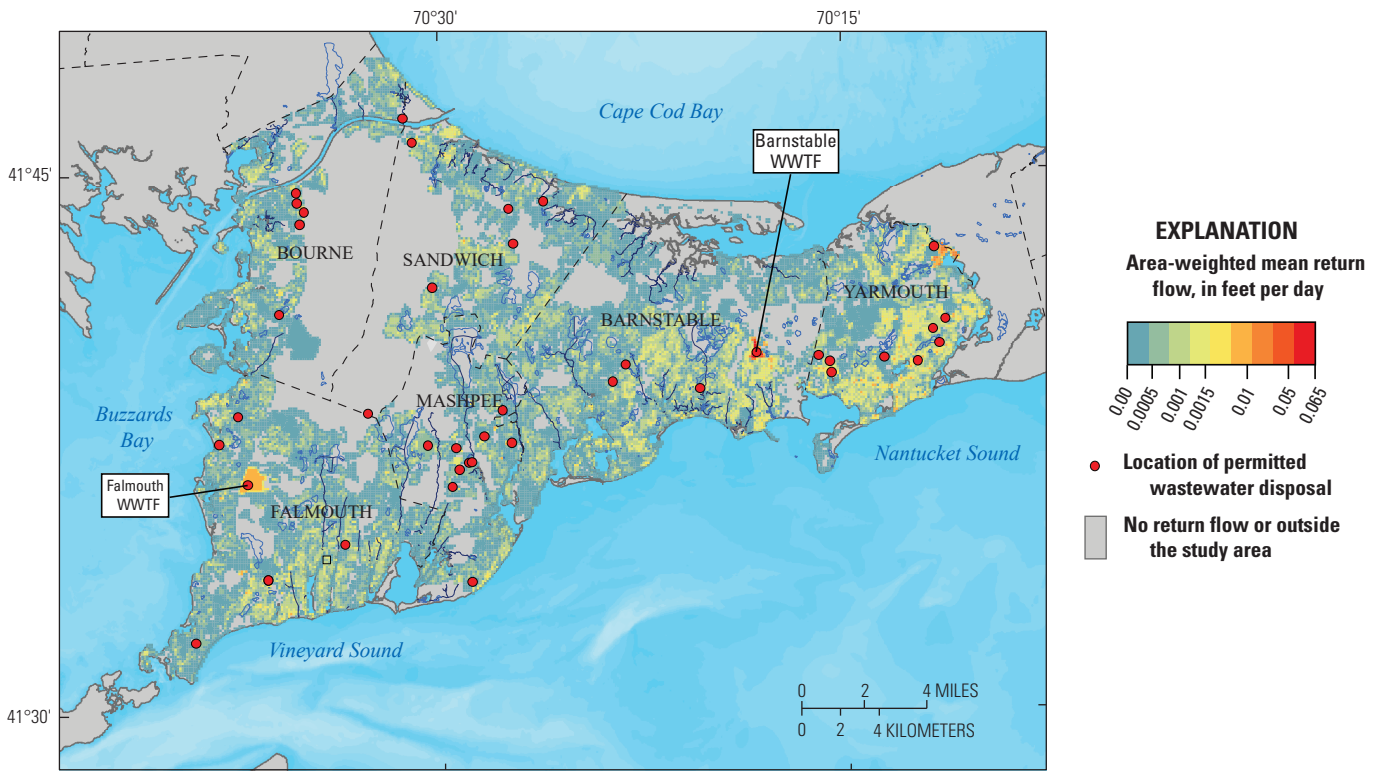 70°30'
70°15'
Cape Cod Bay
Barnstable
WWTF
41°45'
BOURNE
SANDWICH
YARMOUTH
BARNSTABLE
MASHPEE
Buzzards
Bay
Nantucket Sound
Falmouth
WWTF
FALMOUTH
Vineyard Sound
0 2 4 MILES
0 2 4 KILOMETERS
41°30'
EXPLANATION
Area-weighted mean return
flow, in feet per day
0.00 0.0005 0.001 0.0015 0.01 0.05 0.065
Location of permitted
wastewater disposal
No return flow or outside
the study area